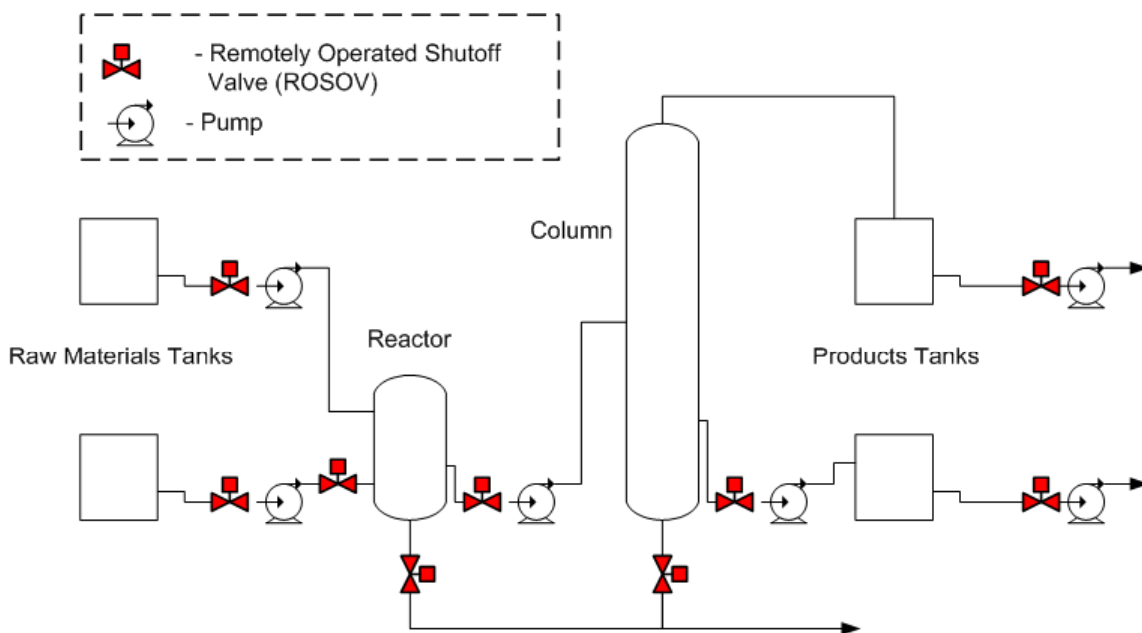 - Remotely Operated Shutoff
Valve (ROSOV)
- Pump
Column
Reactor
Raw Materials Tanks
Products Tanks